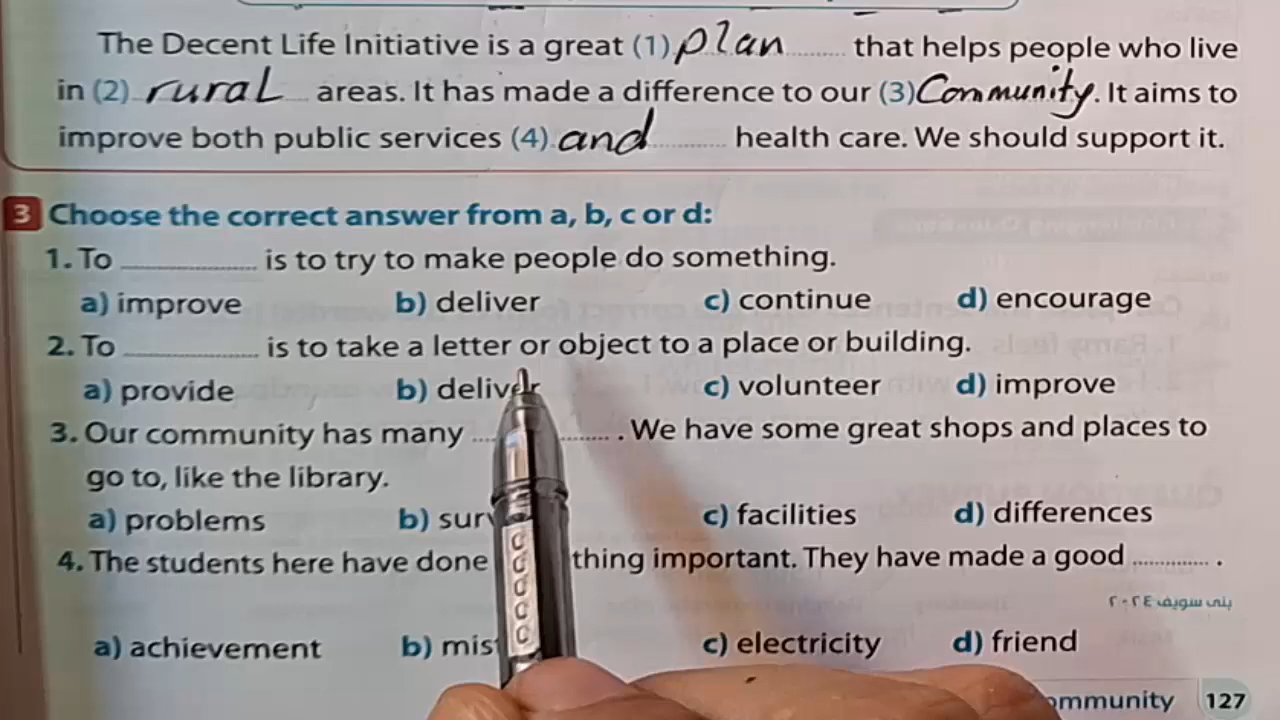 The Decent Life Initiative is a great (1) plan that helps people who live
in (2) rural areas. It has made a difference to our (3) Community. It aims to
improve both public services (4) and health care. We should support it.
3 Choose the correct answer from a, b, c or d:
1. To ............ is to try to make people do something.
a) improve b) deliver c) continue d) encourage
2. To ............ is to take a letter or object to a place or building.
a) provide b) deliver c) volunteer d) improve
3. Our community has many ............ . We have some great shops and places to
go to, like the library.
a) problems b) c) facilities d) differences
4. The students here have done thing important. They have made a good ............ .
بنى سويف ٢٠٢٤
a) achievement b) c) electricity d) friend
127